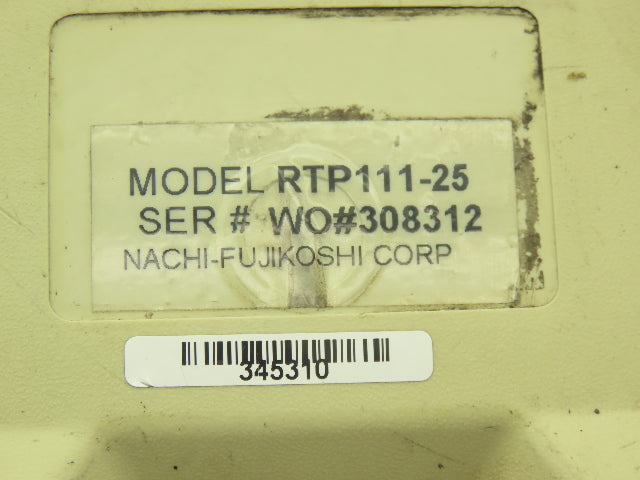 MODEL RTP111-25
SER # WO#308312
NACHI-FUJIKOSHI CORP
345310